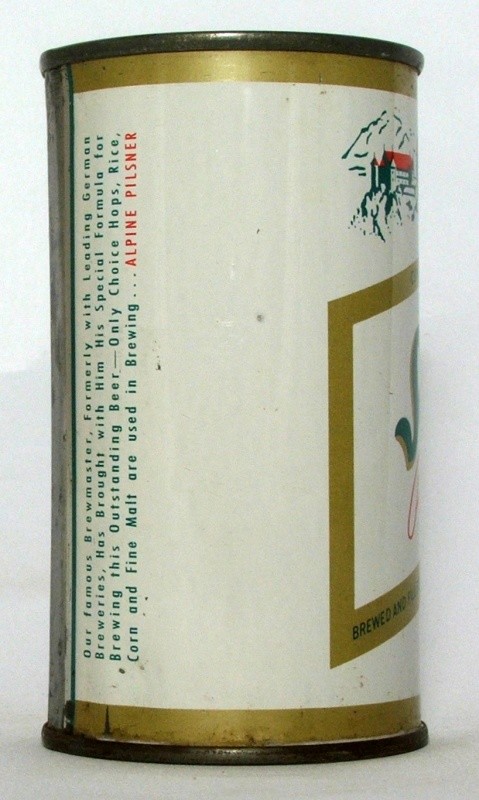 Our famous Brewmaster, Formerly with Leading German
Breweries, Has Brought with Him His Special Formula for
Brewing this Outstanding Beer—Only Choice Hops, Rice,
Corn and Fine Malt are used in Brewing ... ALPINE PILSNER
BREWED AND